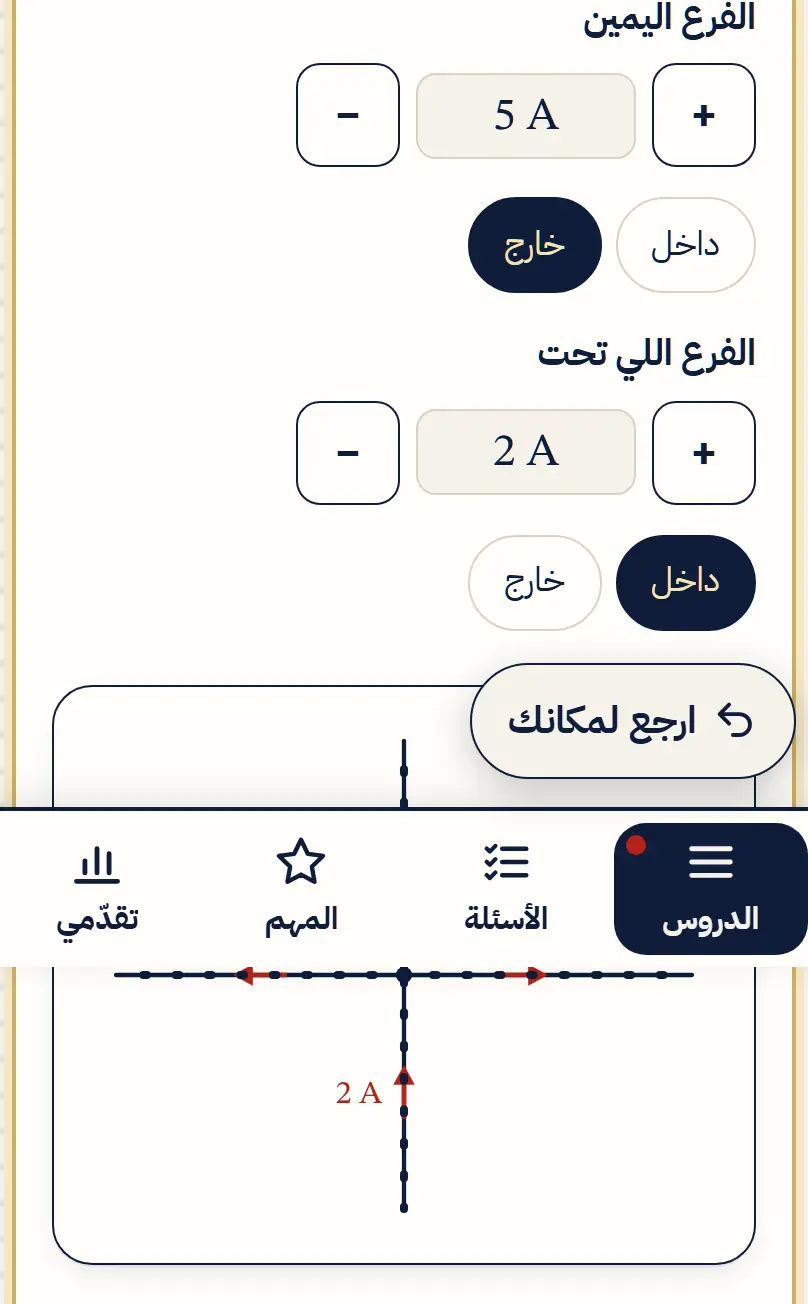 الفرع اليمين
+ 5 A −
داخل خارج
الفرع اللي تحت
+ 2 A −
داخل خارج
ارجع لمكانك
الدروس الأسئلة المهم تقدّمي
2 A